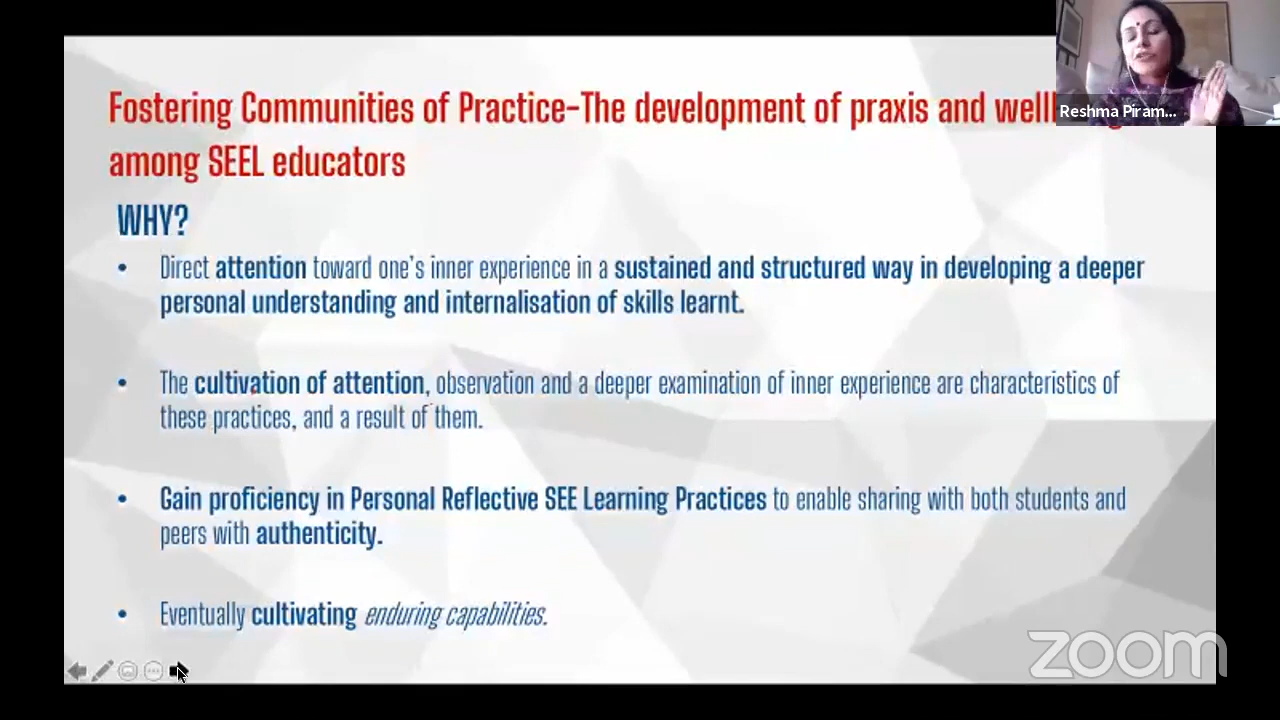 Fostering Communities of Practice-The development of praxis and
among SEEL educators
WHY?
• Direct attention toward one's inner experience in a sustained and structured way in developing a deeper
personal understanding and internalisation of skills learnt.
• The cultivation of attention, observation and a deeper examination of inner experience are characteristics of
these practices, and a result of them.
• Gain proficiency in Personal Reflective SEE Learning Practices to enable sharing with both students and
peers with authenticity.
• Eventually cultivating enduring capabilities.
Reshma Piram...
zoom